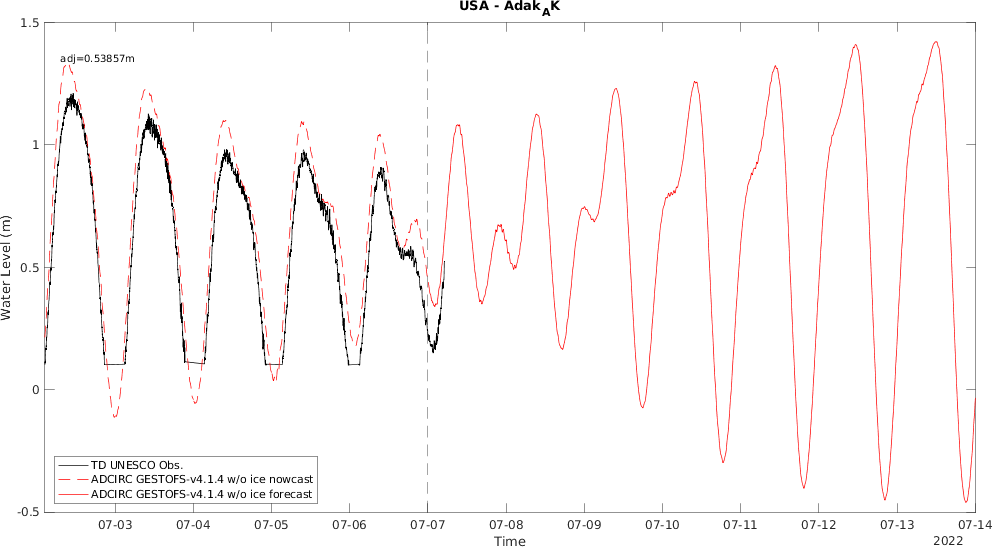 USA - Adak_AK
adj=0.53857m
1.5
1
0.5
0
-0.5
Water Level (m)
TD UNESCO Obs.
ADCIRC GESTOFS-v4.1.4 w/o ice nowcast
ADCIRC GESTOFS-v4.1.4 w/o ice forecast
07-03 07-04 07-05 07-06 07-07 07-08 07-09 07-10 07-11 07-12 07-13 07-14
Time
2022